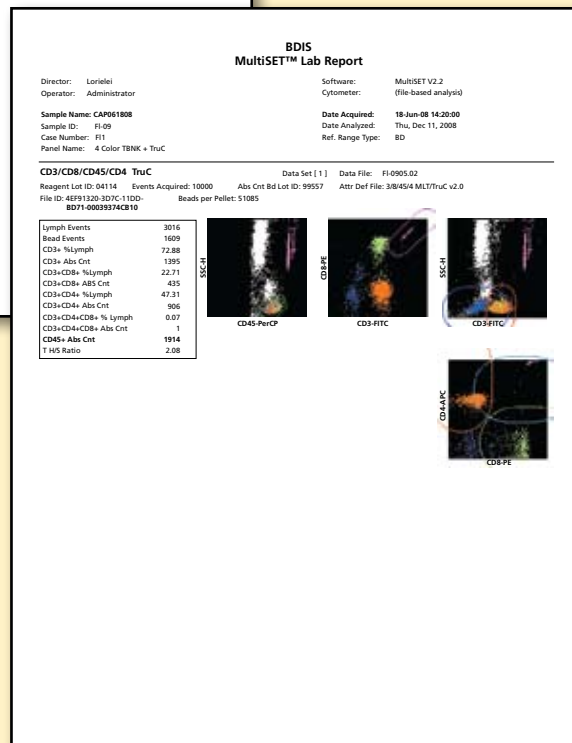 BDIS
MultiSET™ Lab Report
Director: Lorielei
Operator: Administrator
Software: MultiSET V2.2
Cytometer: (file-based analysis)
Sample Name: CAP061808
Sample ID: FI-09
Case Number: FI1
Panel Name: 4 Color TBNK + TruC
Date Acquired: 18-Jun-08 14:20:00
Date Analyzed: Thu, Dec 11, 2008
Ref. Range Type: BD
CD3/CD8/CD45/CD4 TruC Data Set [ 1 ] Data File: FI-0905.02
Reagent Lot ID: 04114 Events Acquired: 10000 Abs Cnt Bd Lot ID: 99557 Attr Def File: 3/8/45/4 MLT/TruC v2.0
File ID: 4EF91320-3D7C-11DD- Beads per Pellet: 51085
BD71-00039374CB10
Lymph Events 3016
Bead Events 1609
CD3+ %Lymph 72.88
CD3+ Abs Cnt 1395
CD3+CD8+ %Lymph 22.71
CD3+CD8+ ABS Cnt 435
CD3+CD4+ %Lymph 47.31
CD3+CD4+ Abs Cnt 906
CD3+CD4+CD8+ % Lymph 0.07
CD3+CD4+CD8+ Abs Cnt 1
CD45+ Abs Cnt 1914
T H/S Ratio 2.08
SSC-H
CD45-PerCP
CD8-PE
CD3-FITC
SSC-H
CD3-FITC
CD4-APC
CD8-PE